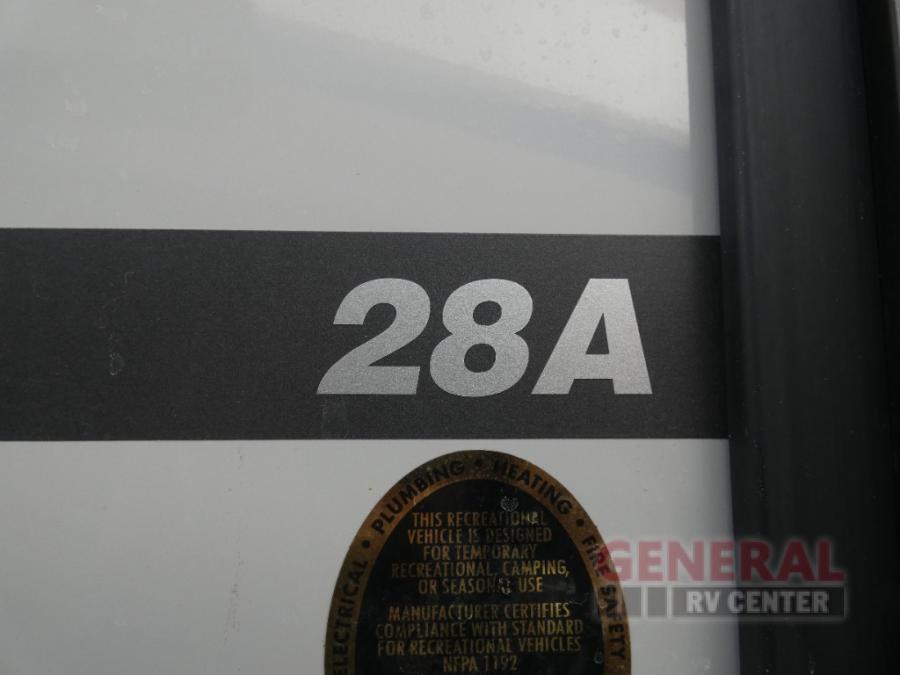 28A
ELECTRICAL • PLUMBING • HEATING • FIRE SAFETY
THIS RECREATIONAL
VEHICLE IS DESIGNED
FOR TEMPORARY
RECREATIONAL, CAMPING,
OR SEASONAL USE
MANUFACTURER CERTIFIES
COMPLIANCE WITH STANDARD
FOR RECREATIONAL VEHICLES
NFPA 1192
GENERAL
RV CENTER